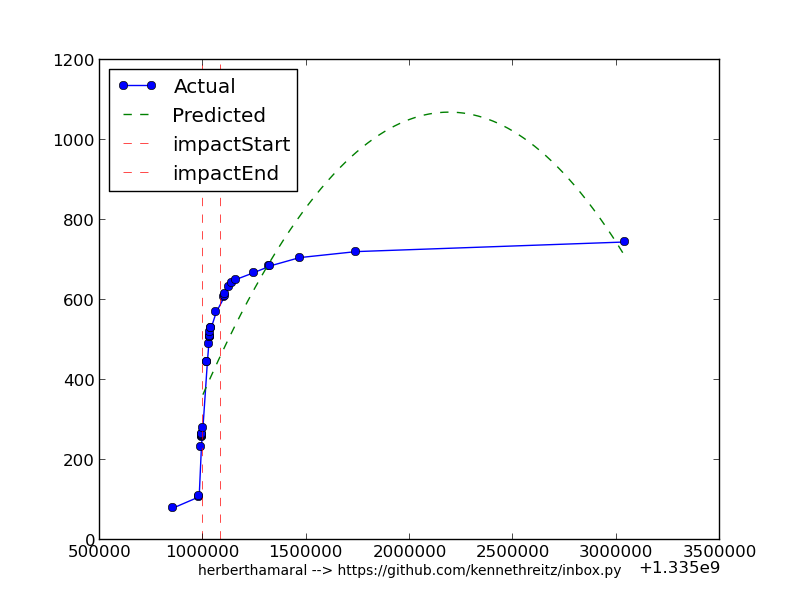 1200
1000
800
600
400
200
0
Actual
Predicted
impactStart
impactEnd
500000 1000000 1500000 2000000 2500000 3000000 3500000
herberthamaral --> https://github.com/kennethreitz/inbox.py +1.335e9